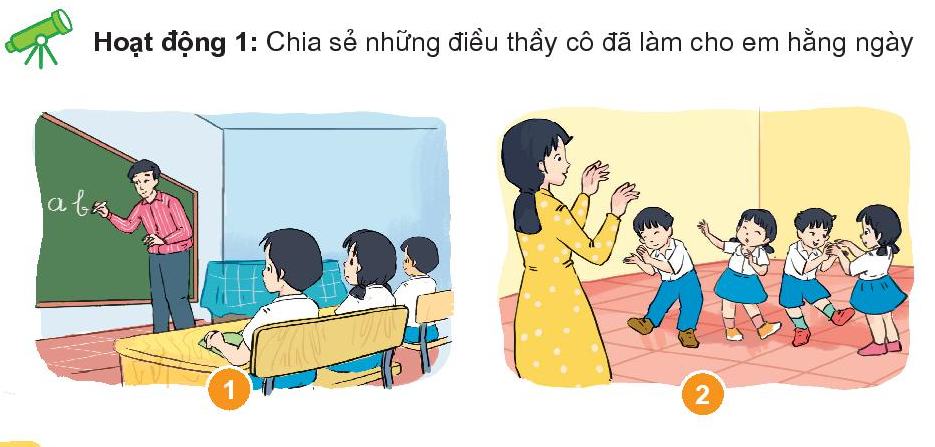 Hoạt động 1: Chia sẻ những điều thầy cô đã làm cho em hằng ngày
a b
1
2